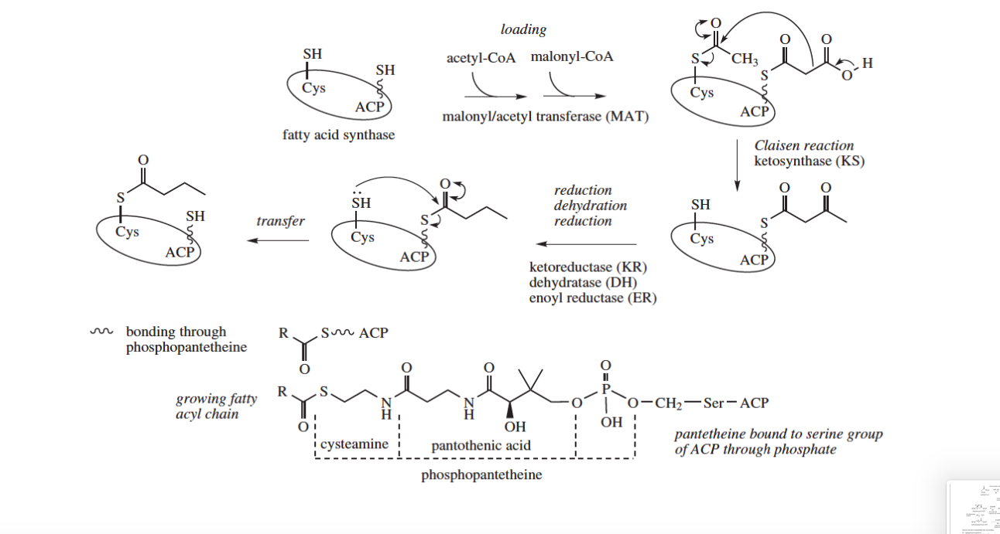 loading
SH
SH
Cys
ACP
fatty acid synthase
acetyl-CoA malonyl-CoA
malonyl/acetyl transferase (MAT)
O
S
CH3
O
O
O
H
S
Cys
ACP
Claisen reaction
ketosynthase (KS)
O
S
SH
Cys
ACP
transfer
SH
O
S
Cys
ACP
reduction
dehydration
reduction
ketoreductase (KR)
dehydratase (DH)
enoyl reductase (ER)
O
O
SH
S
Cys
ACP
bonding through
phosphopantetheine
R
S
ACP
O
growing fatty
acyl chain
R
S
O
N
H
O
N
H
O
OH
O
O
P
OH
O—CH2—Ser—ACP
cysteamine
pantothenic acid
phosphopantetheine
pantetheine bound to serine group
of ACP through phosphate